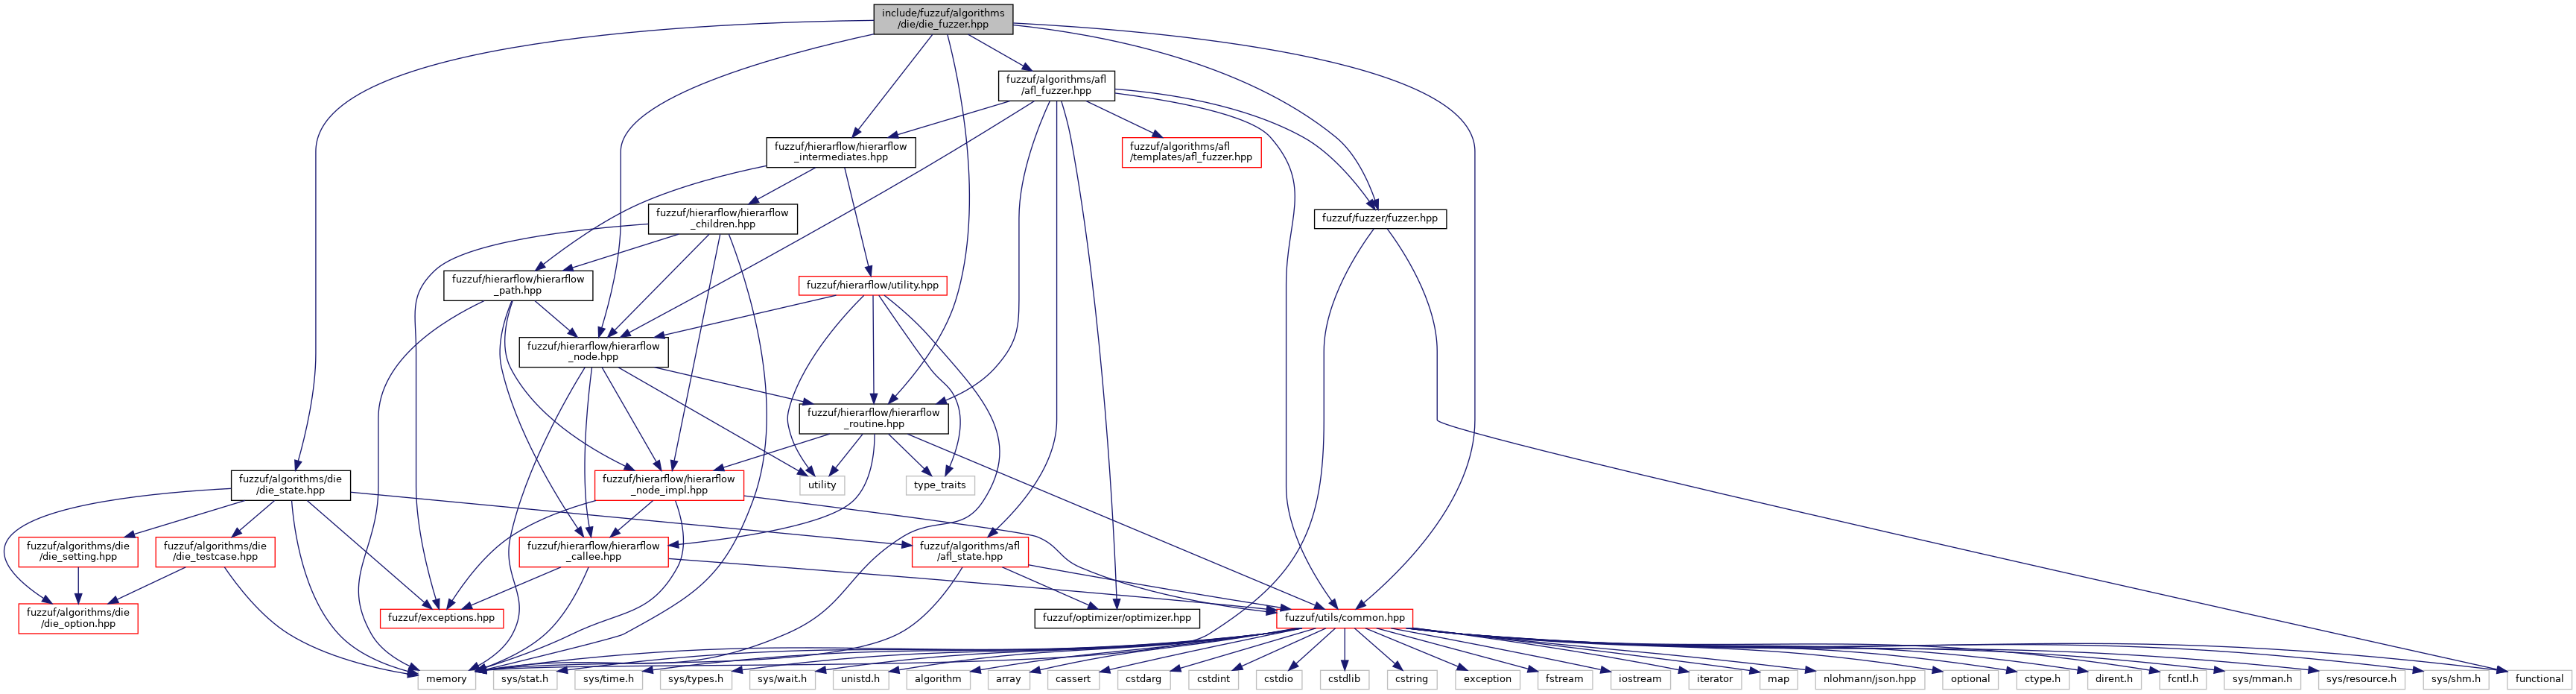 include/fuzzuf/algorithms
/die/die_fuzzer.hpp
fuzzuf/algorithms/afl
/afl_fuzzer.hpp
fuzzuf/hierarflow/hierarflow
_intermediates.hpp
fuzzuf/algorithms/afl
/templates/afl_fuzzer.hpp
fuzzuf/hierarflow/hierarflow
_children.hpp
fuzzuf/fuzzer/fuzzer.hpp
fuzzuf/hierarflow/hierarflow
_path.hpp
fuzzuf/hierarflow/utility.hpp
fuzzuf/hierarflow/hierarflow
_node.hpp
fuzzuf/hierarflow/hierarflow
_routine.hpp
fuzzuf/algorithms/die
/die_state.hpp
fuzzuf/hierarflow/hierarflow
_node_impl.hpp
utility
type_traits
fuzzuf/algorithms/die
/die_setting.hpp
fuzzuf/algorithms/die
/die_testcase.hpp
fuzzuf/hierarflow/hierarflow
_callee.hpp
fuzzuf/algorithms/afl
/afl_state.hpp
fuzzuf/algorithms/die
/die_option.hpp
fuzzuf/exceptions.hpp
fuzzuf/optimizer/optimizer.hpp
fuzzuf/utils/common.hpp
memory
sys/stat.h
sys/time.h
sys/types.h
sys/wait.h
unistd.h
algorithm
array
cassert
cstdarg
cstdint
cstdio
cstdlib
cstring
exception
fstream
iostream
iterator
map
nlohmann/json.hpp
optional
ctype.h
dirent.h
fcntl.h
sys/mman.h
sys/resource.h
sys/shm.h
functional